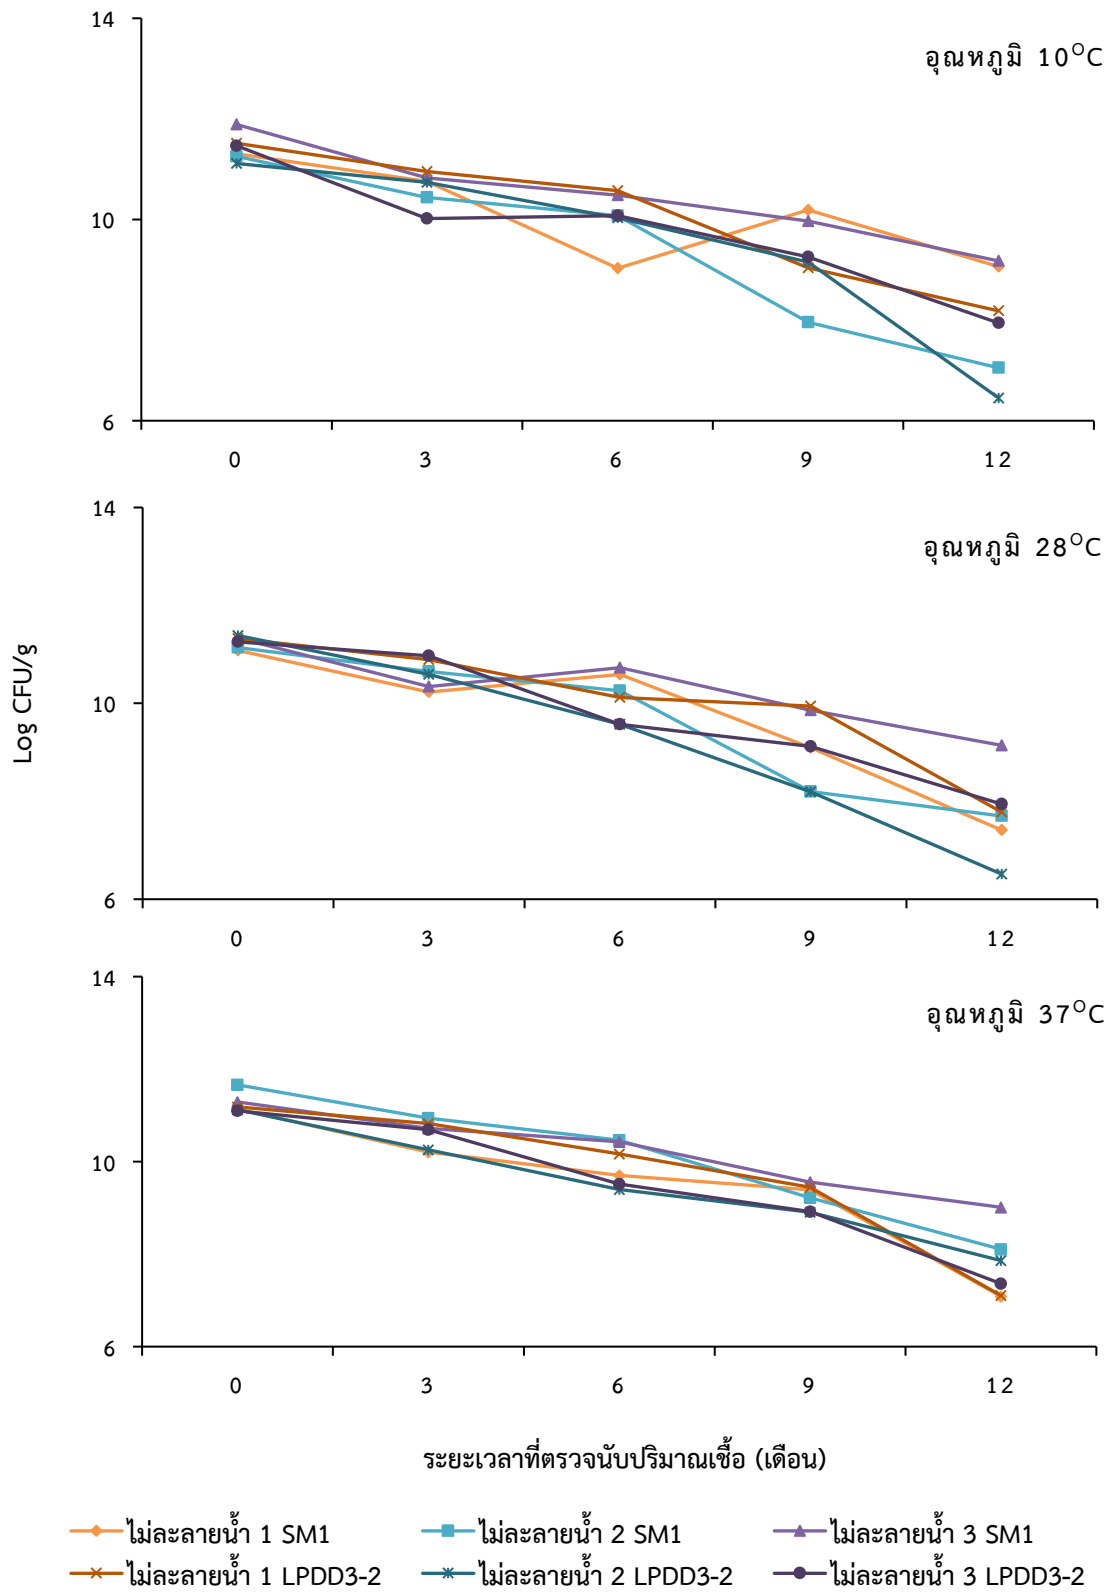 14
อุณหภูมิ 10°C
10
6
0 3 6 9 12
14
อุณหภูมิ 28°C
Log CFU/g
10
6
0 3 6 9 12
14
อุณหภูมิ 37°C
10
6
0 3 6 9 12
ระยะเวลาที่ตรวจนับปริมาณเชื้อ (เดือน)
ไม่ละลายน้ำ 1 SM1 ไม่ละลายน้ำ 2 SM1 ไม่ละลายน้ำ 3 SM1
ไม่ละลายน้ำ 1 LPDD3-2 ไม่ละลายน้ำ 2 LPDD3-2 ไม่ละลายน้ำ 3 LPDD3-2